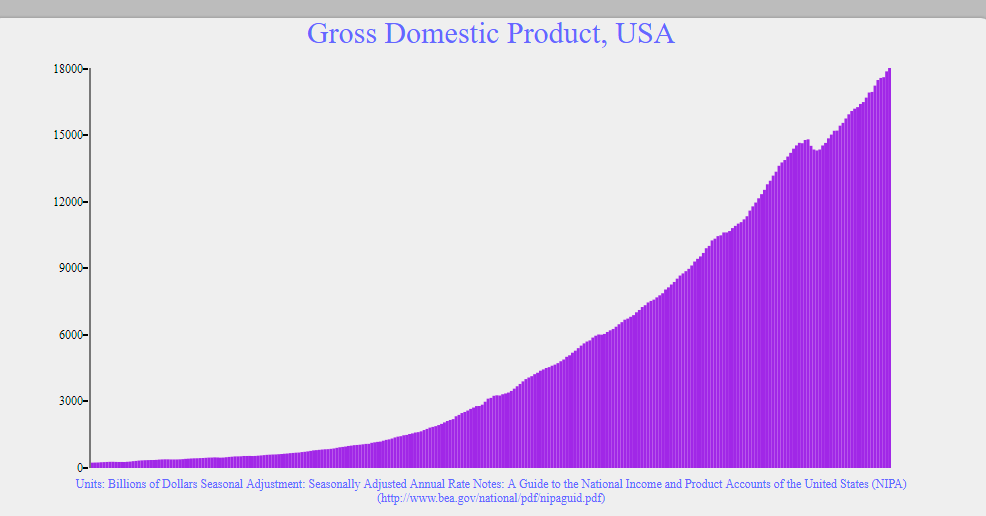 Gross Domestic Product, USA
18000
15000
12000
9000
6000
3000
0
Units: Billions of Dollars Seasonal Adjustment: Seasonally Adjusted Annual Rate Notes: A Guide to the National Income and Product Accounts of the United States (NIPA)
(http://www.bea.gov/national/pdf/nipaguid.pdf)